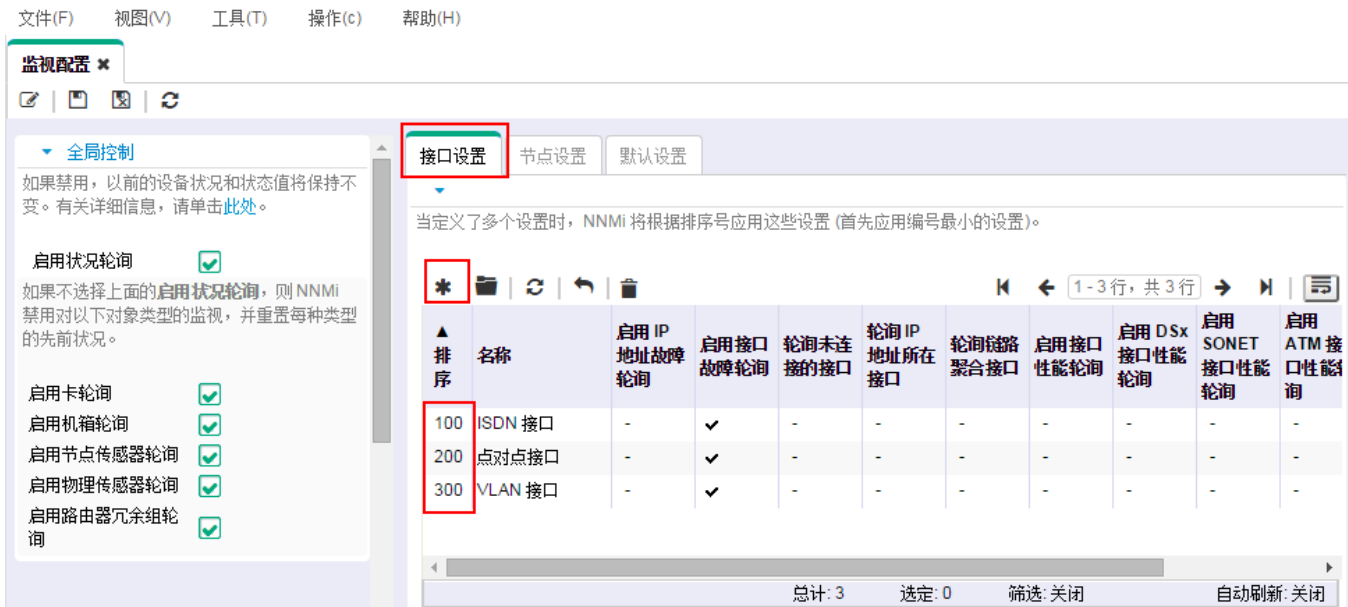 文件(F) 视图(V) 工具(T) 操作(c) 帮助(H)
监视配置 ✖
全局控制
如果禁用，以前的设备状况和状态值将保持不
变。有关详细信息，请单击此处。
启用状况轮询
如果不选择上面的启用状况轮询，则 NNMi
禁用对以下对象类型的监视，并重置每种类型
的先前状况。
启用卡轮询
启用机箱轮询
启用节点传感器轮询
启用物理传感器轮询
启用路由器冗余组轮
询
接口设置 节点设置 默认设置
当定义了多个设置时，NNMi 将根据排序号应用这些设置 (首先应用编号最小的设置)。
1 - 3 行，共 3 行
▲
排
序
名称
启用 IP
地址故障
轮询
启用接口
故障轮询
轮询未连
接的接口
轮询 IP
地址所在
接口
轮询链路
聚合接口
启用接口
性能轮询
启用 DSx
接口性能
轮询
启用
SONET
接口性能
轮询
启用
ATM 接
口性能
询
100 ISDN 接口 - ✔ - - - - - - -
200 点对点接口 - ✔ - - - - - - -
300 VLAN 接口 - ✔ - - - - - - -
总计: 3 选定: 0 筛选: 关闭 自动刷新: 关闭